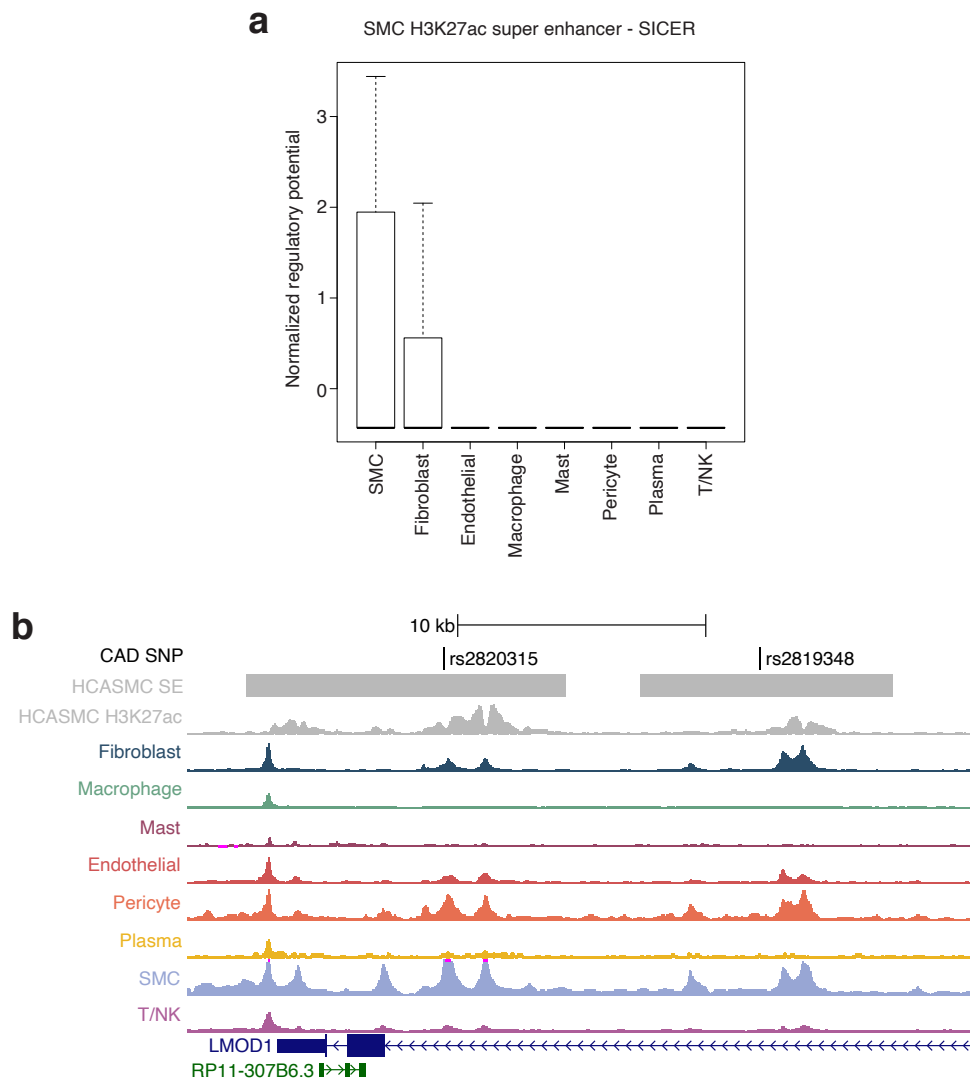 a
SMC H3K27ac super enhancer - SICER
Normalized regulatory potential
3
2
1
0
SMC
Fibroblast
Endothelial
Macrophage
Mast
Pericyte
Plasma
T/NK
b
10 kb
CAD SNP
rs2820315
rs2819348
HCASMC SE
HCASMC H3K27ac
Fibroblast
Macrophage
Mast
Endothelial
Pericyte
Plasma
SMC
T/NK
LMOD1
RP11-307B6.3